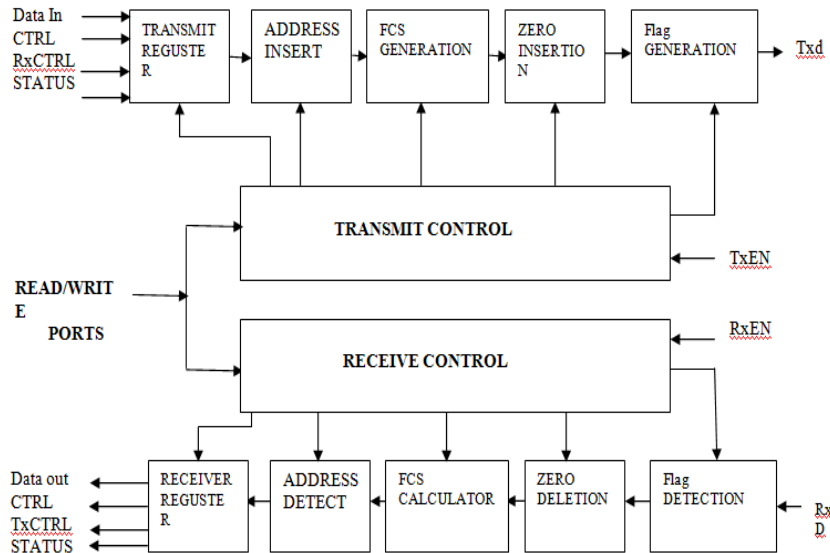 Data In
CTRL
RxCTRL
STATUS
TRANSMIT
REGUSTE
R
ADDRESS
INSERT
FCS
GENERATION
ZERO
INSERTIO
N
Flag
GENERATION
Txd
TRANSMIT CONTROL
TxEN
READ/WRIT
E
PORTS
RxEN
RECEIVE CONTROL
Data out
CTRL
TxCTRL
STATUS
RECEIVER
REGUSTE
R
ADDRESS
DETECT
FCS
CALCULATOR
ZERO
DELETION
Flag
DETECTION
Rx
D